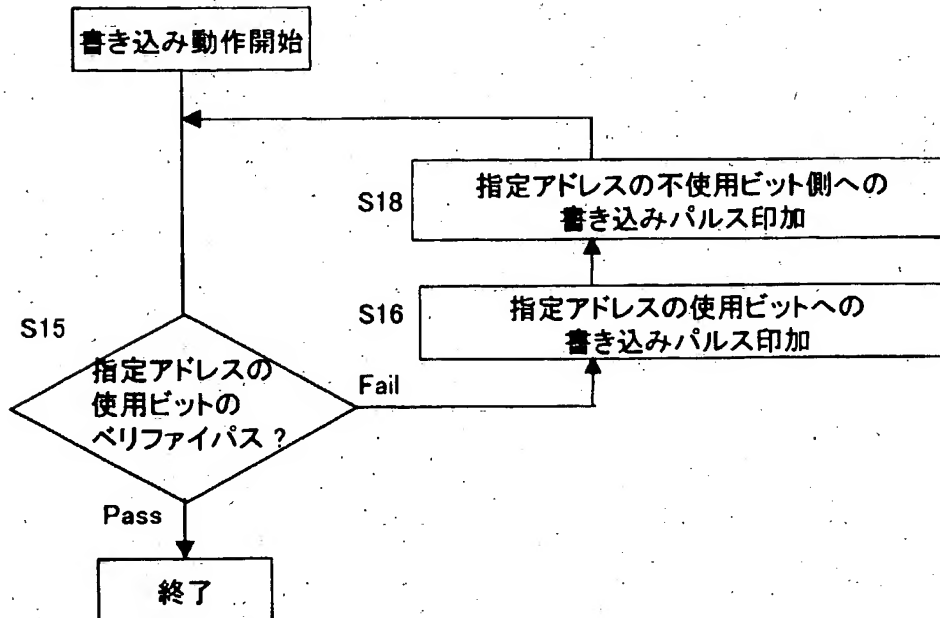 書き込み動作開始
S18
指定アドレスの不使用ビット側への
書き込みパルス印加
S16
指定アドレスの使用ビットへの
書き込みパルス印加
S15
指定アドレスの
使用ビットの
ベリファイパス？
Fail
Pass
終了